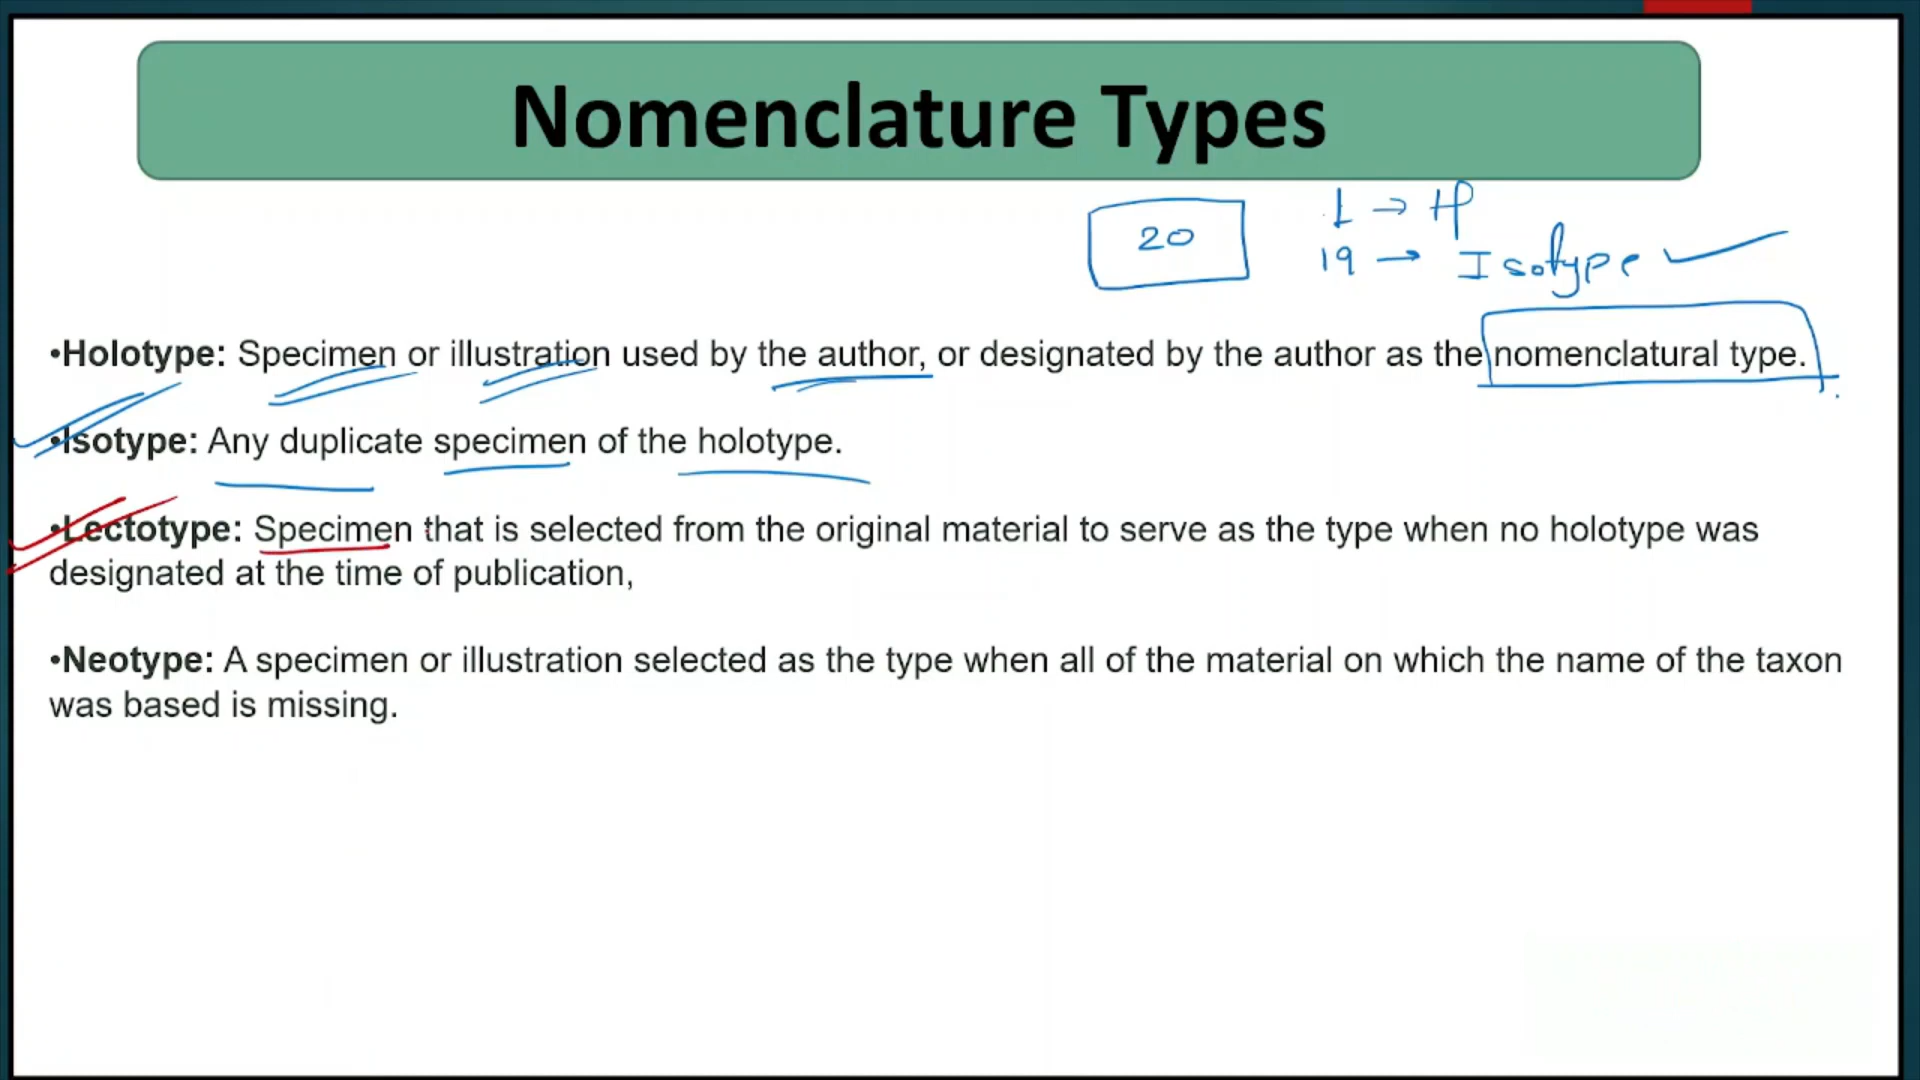 Nomenclature Types
20
1 → H
19 → Isotype
•Holotype: Specimen or illustration used by the author, or designated by the author as the nomenclatural type.
•Isotype: Any duplicate specimen of the holotype.
•Lectotype: Specimen that is selected from the original material to serve as the type when no holotype was
designated at the time of publication,
•Neotype: A specimen or illustration selected as the type when all of the material on which the name of the taxon
was based is missing.